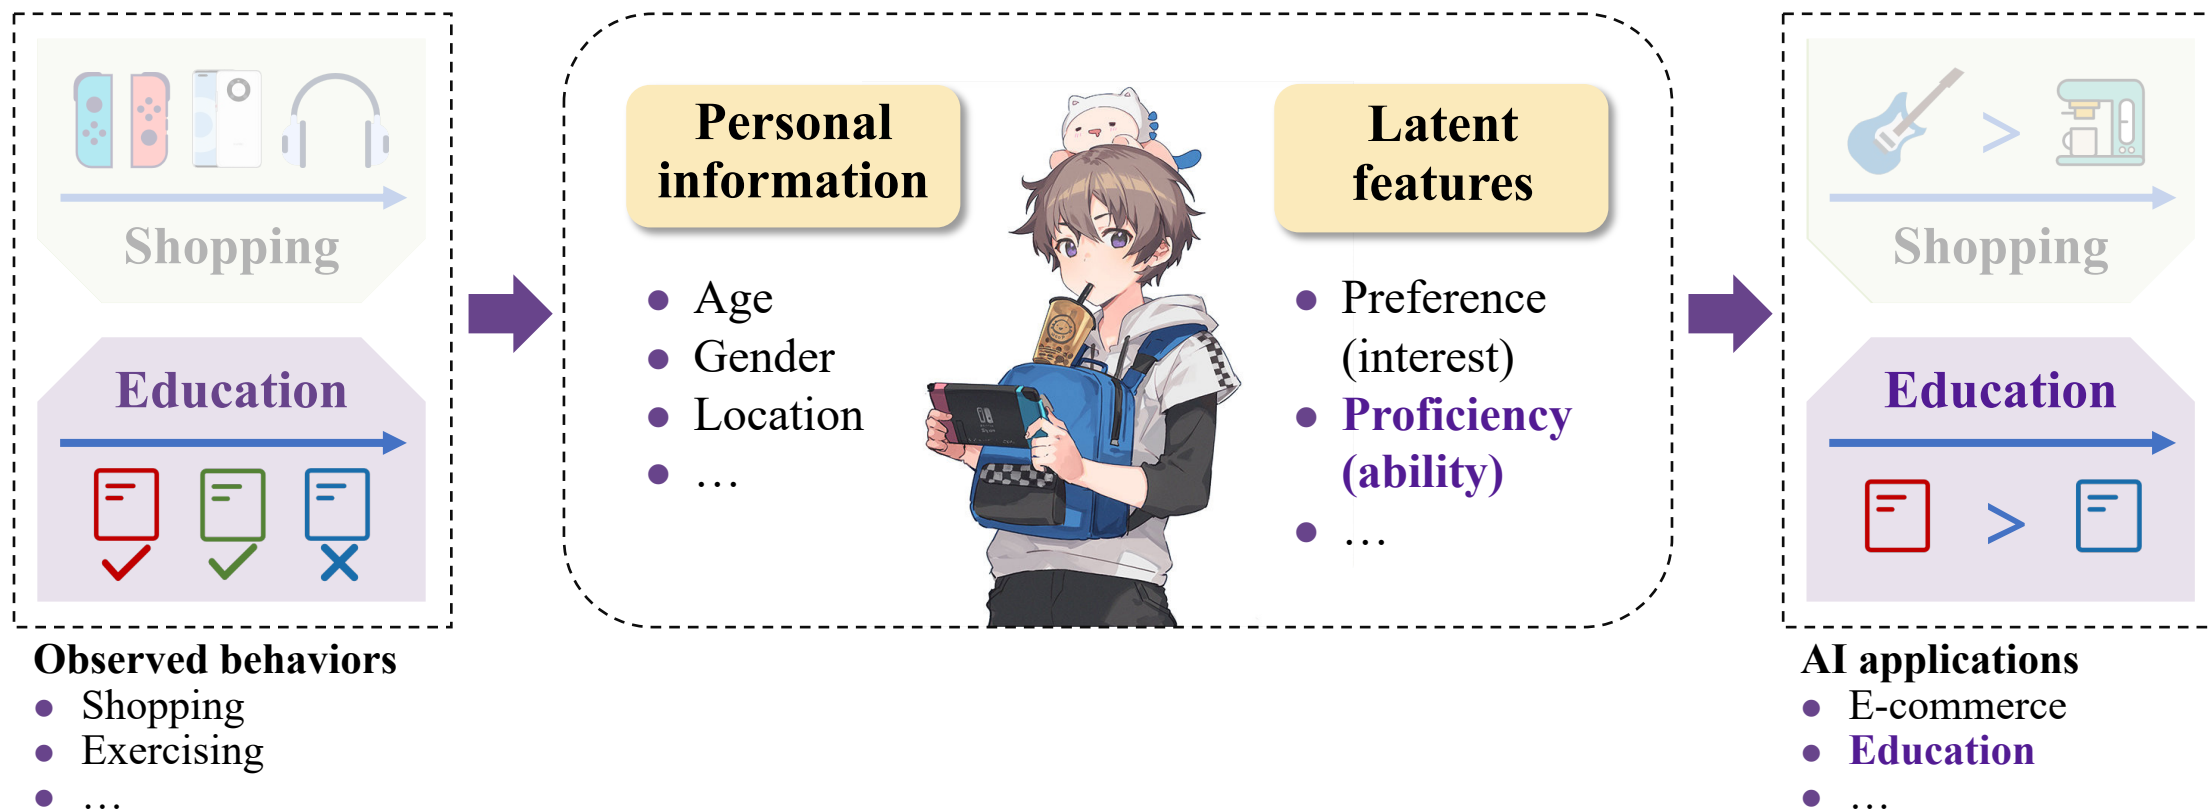 Shopping
Education
Observed behaviors
Shopping
Exercising
…
Personal
information
Age
Gender
Location
…
Latent
features
Preference
(interest)
Proficiency
(ability)
…
>
Shopping
Education
>
AI applications
E-commerce
Education
…